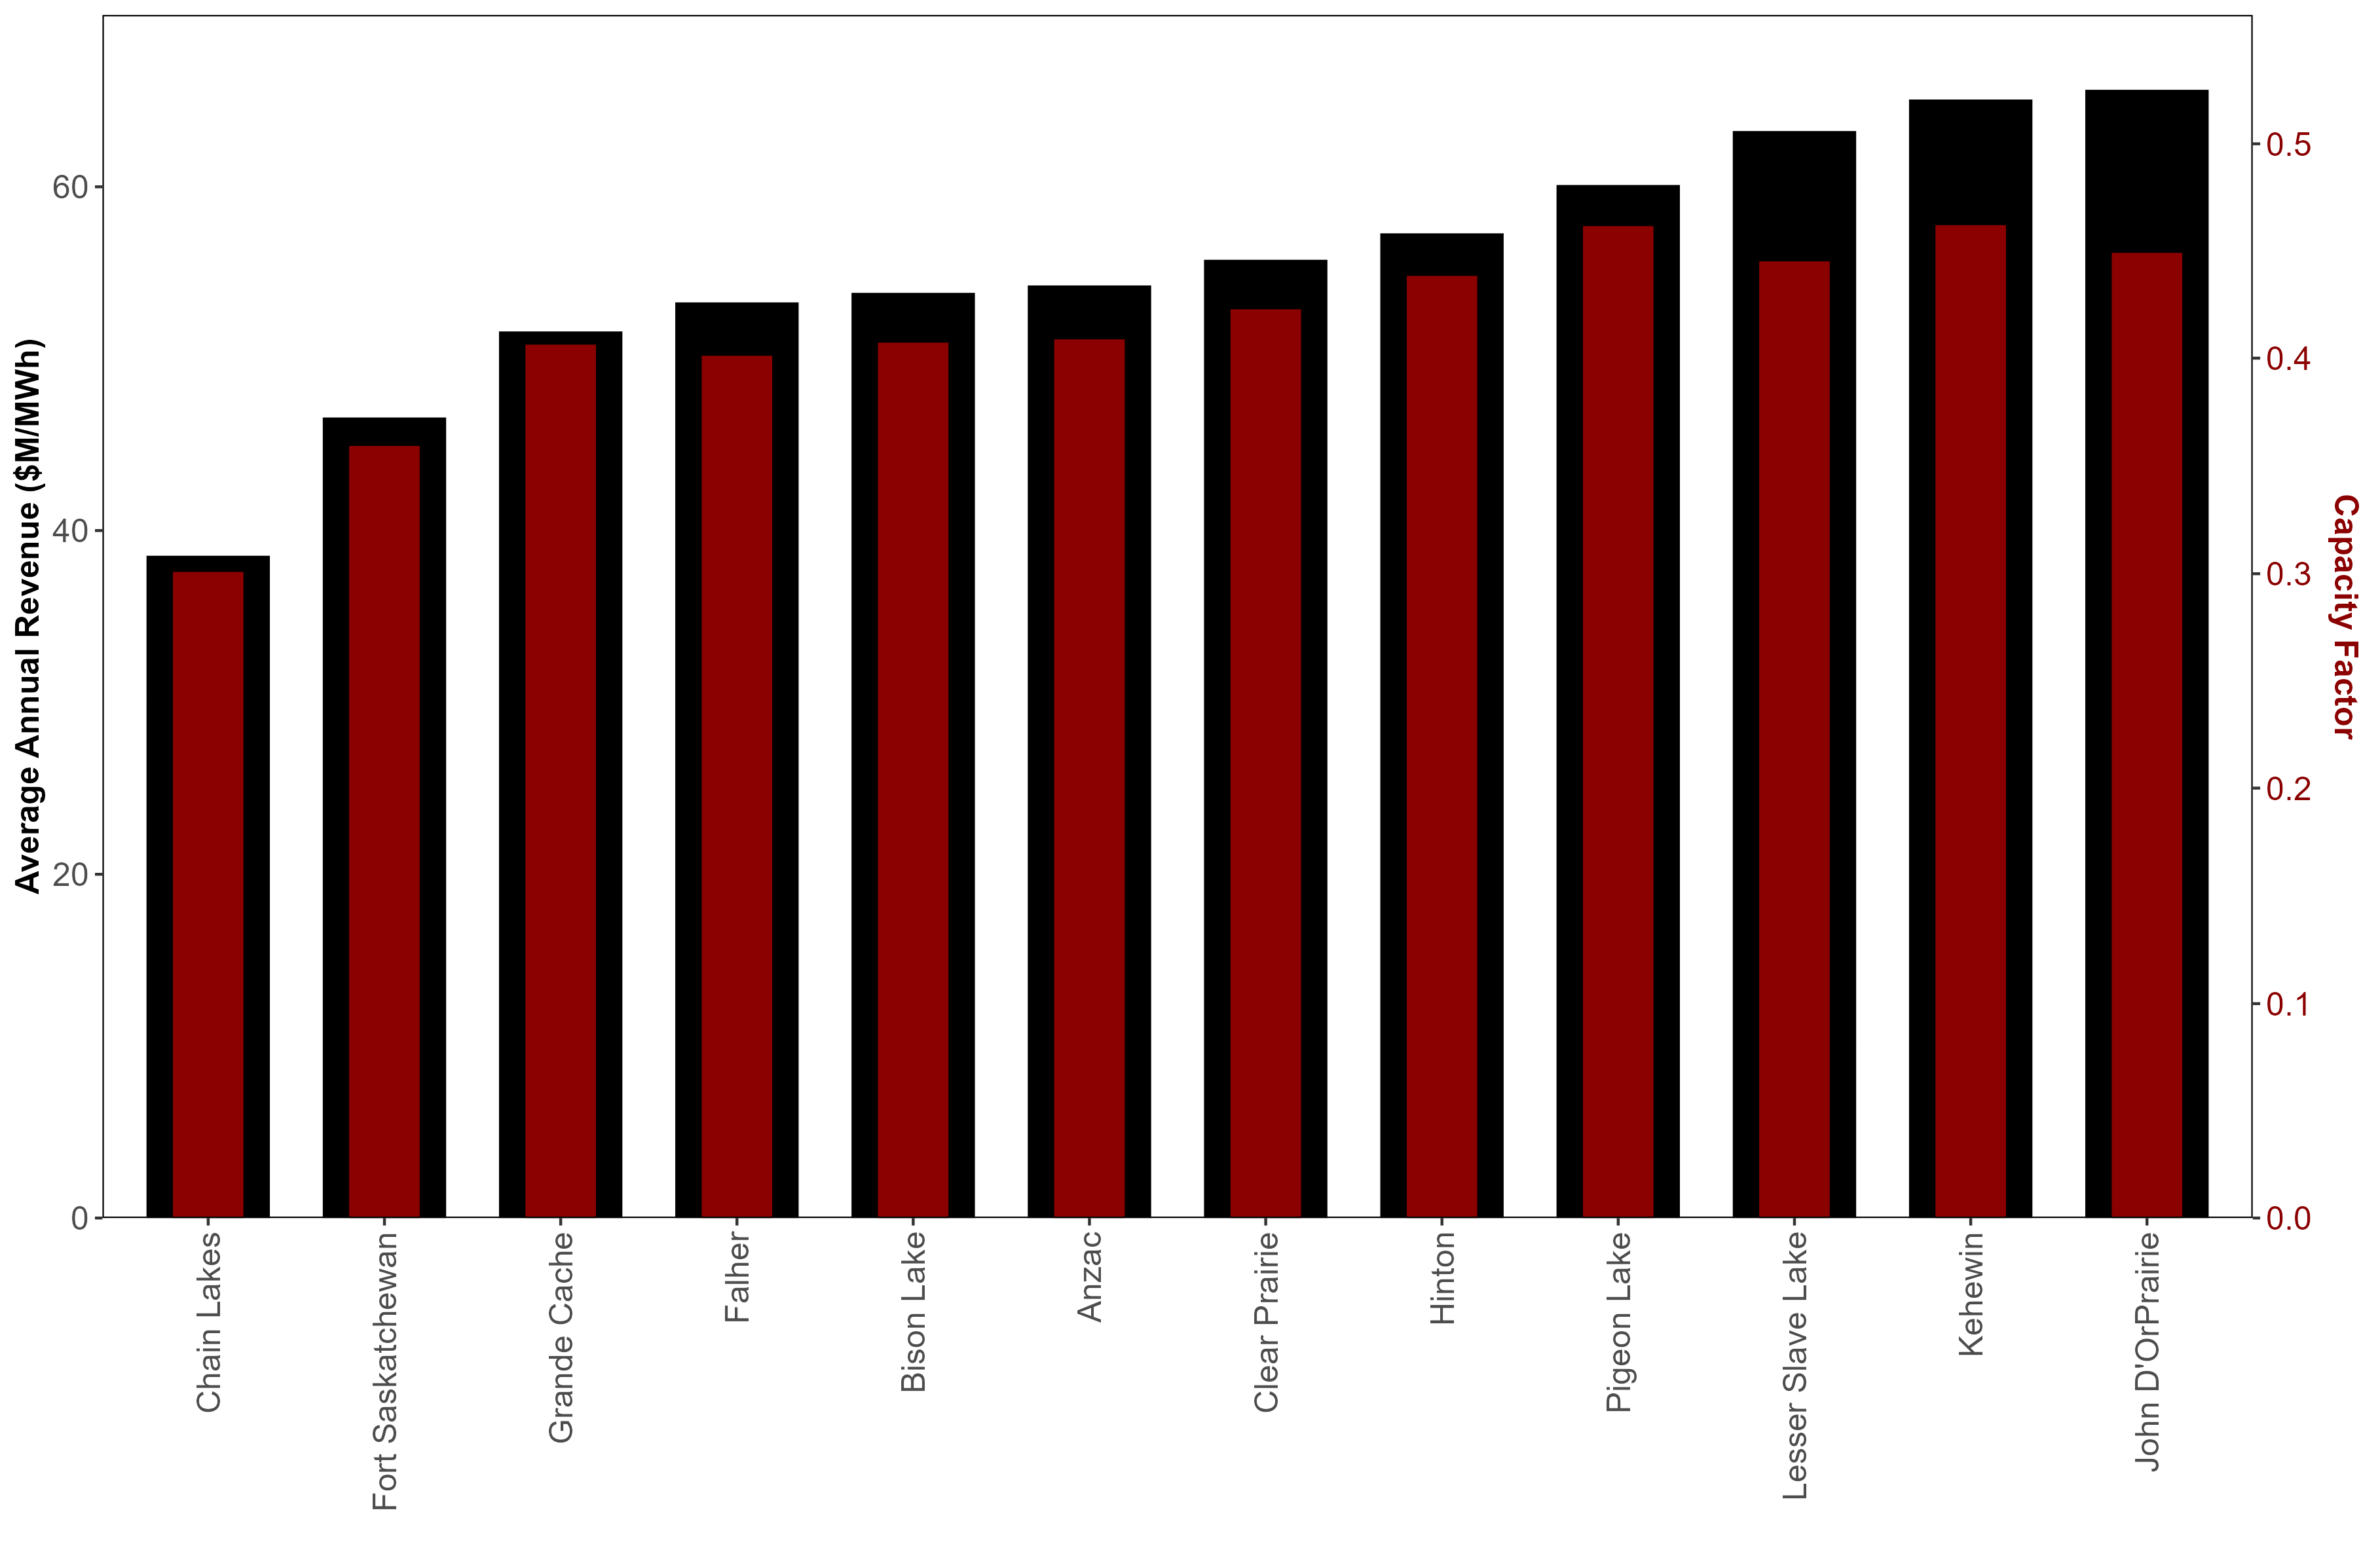 Average Annual Revenue ($M/MWh)
60
40
20
0
Capacity Factor
0.5
0.4
0.3
0.2
0.1
0.0
Chain Lakes
Fort Saskatchewan
Grande Cache
Falher
Bison Lake
Anzac
Clear Prairie
Hinton
Pigeon Lake
Lesser Slave Lake
Kehewin
John D'OrPrairie